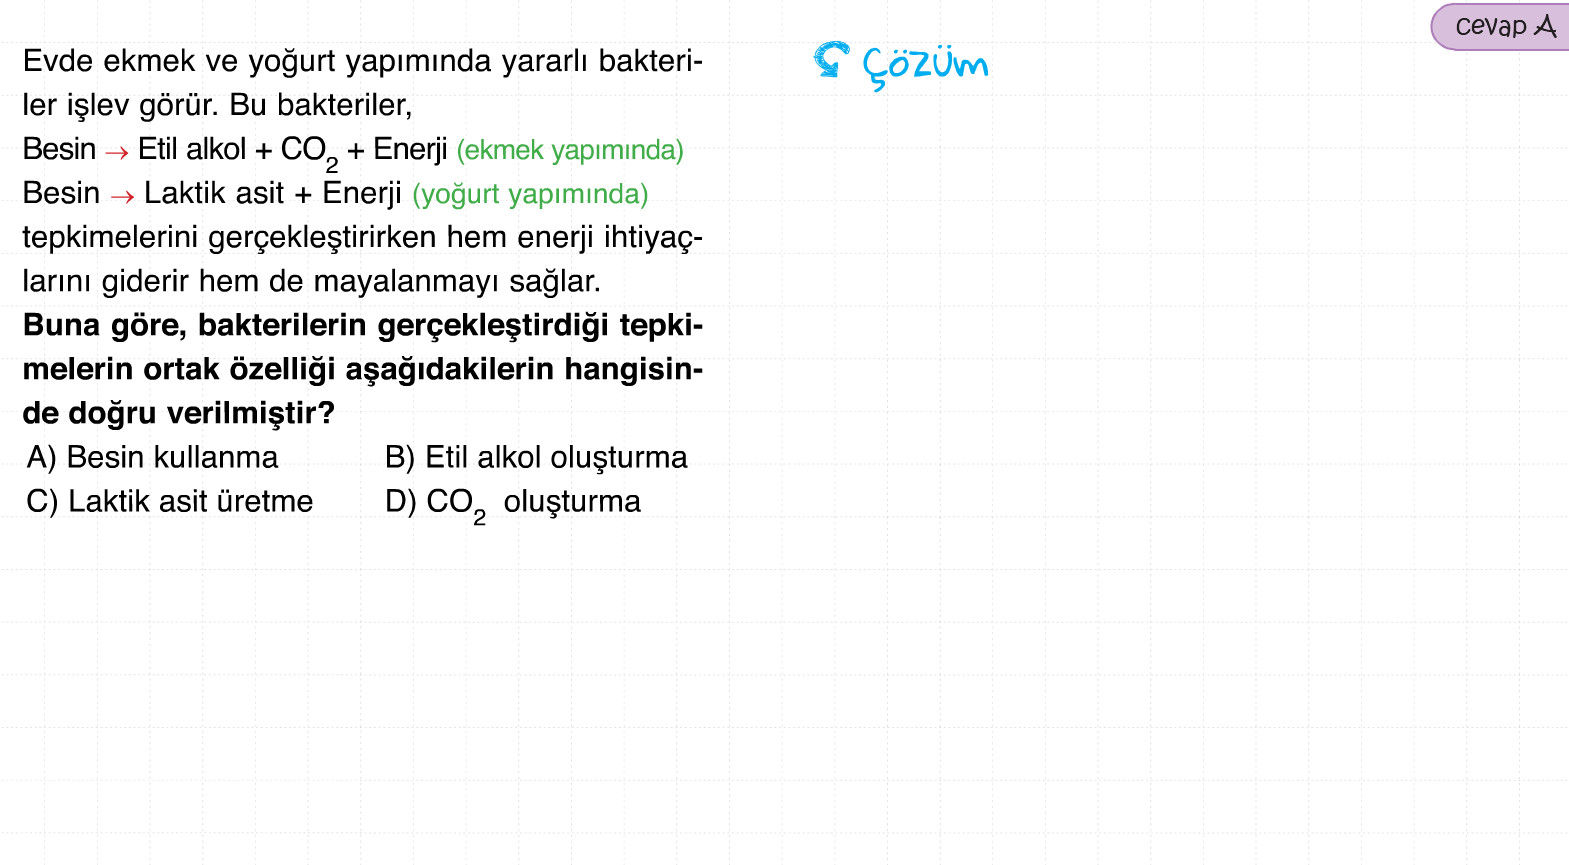 Evde ekmek ve yoğurt yapımında yararlı bakteri-
ler işlev görür. Bu bakteriler,
Besin → Etil alkol + CO₂ + Enerji (ekmek yapımında)
Besin → Laktik asit + Enerji (yoğurt yapımında)
tepkimelerini gerçekleştirirken hem enerji ihtiyaç-
larını giderir hem de mayalanmayı sağlar.
Buna göre, bakterilerin gerçekleştirdiği tepki-
melerin ortak özelliği aşağıdakilerin hangisin-
de doğru verilmiştir?
A) Besin kullanma B) Etil alkol oluşturma
C) Laktik asit üretme D) CO₂ oluşturma
Çözüm
Cevap A